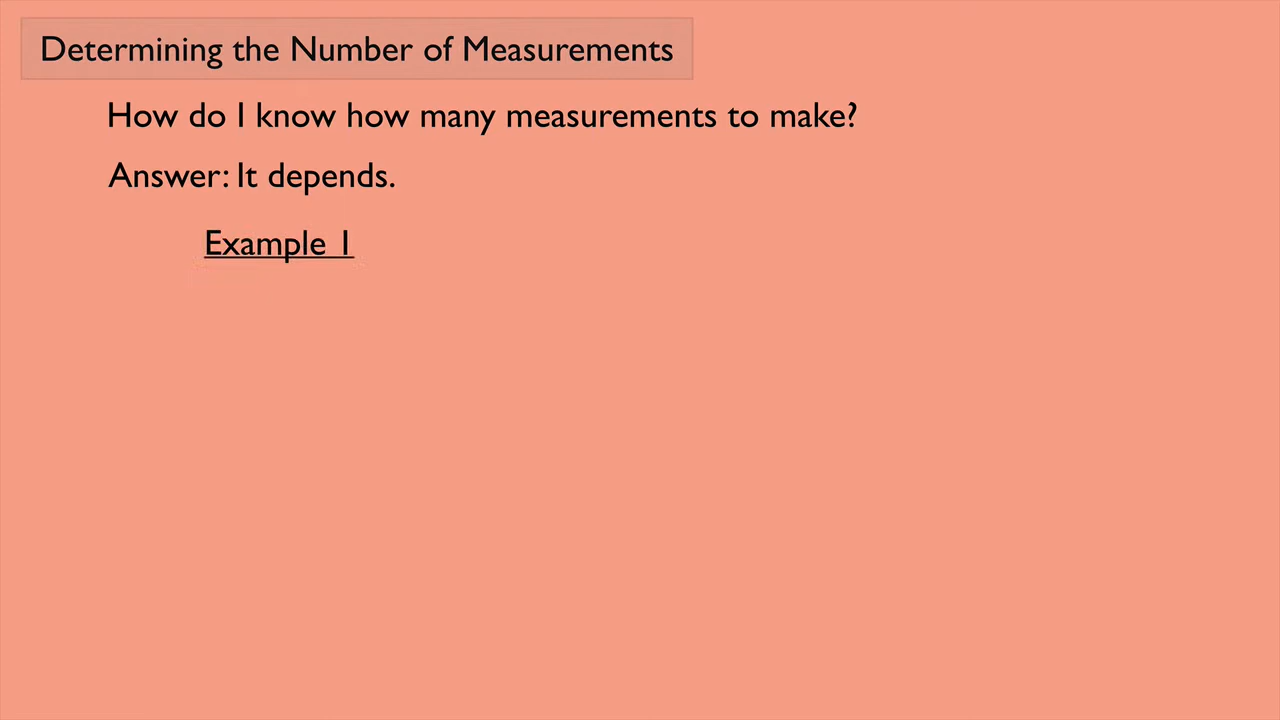 Determining the Number of Measurements
How do I know how many measurements to make?
Answer: It depends.
Example 1